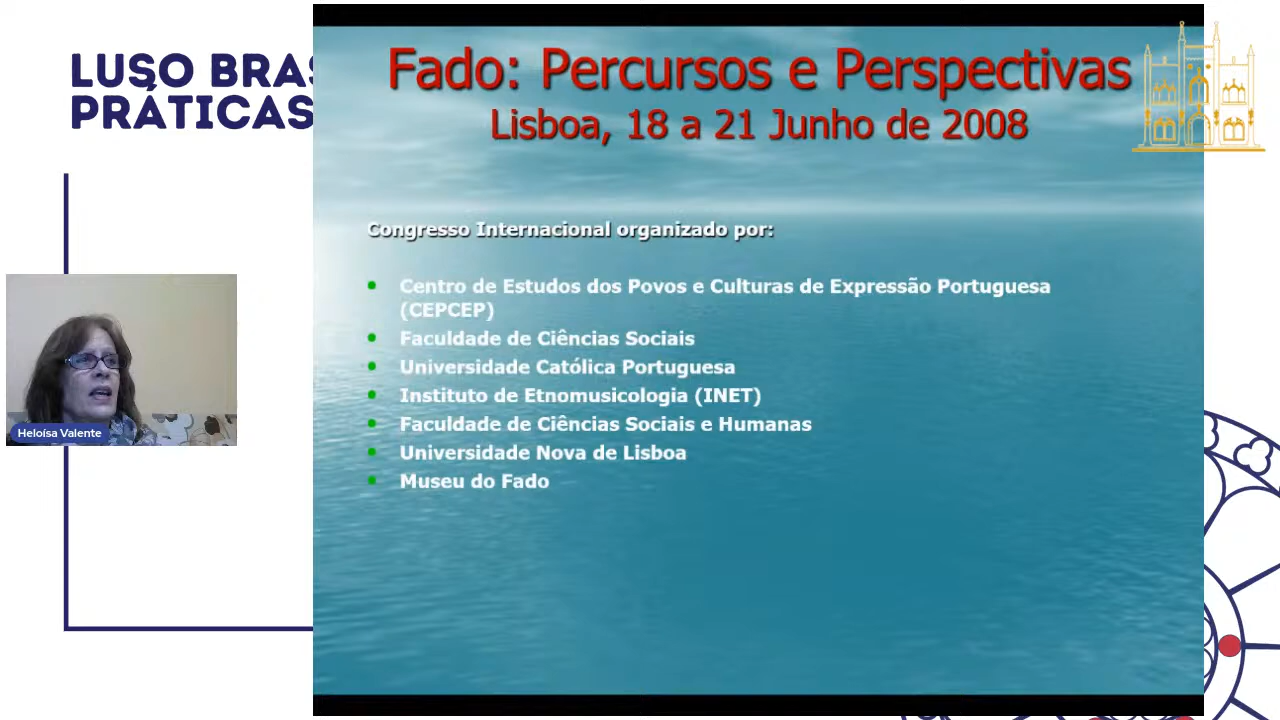 LUSO BRAS
PRÁTICAS
Fado: Percursos e Perspectivas
Lisboa, 18 a 21 Junho de 2008
Congresso Internacional organizado por:
Centro de Estudos dos Povos e Culturas de Expressão Portuguesa
(CEPCEP)
Faculdade de Ciências Sociais
Universidade Católica Portuguesa
Instituto de Etnomusicologia (INET)
Faculdade de Ciências Sociais e Humanas
Universidade Nova de Lisboa
Museu do Fado
Heloísa Valente